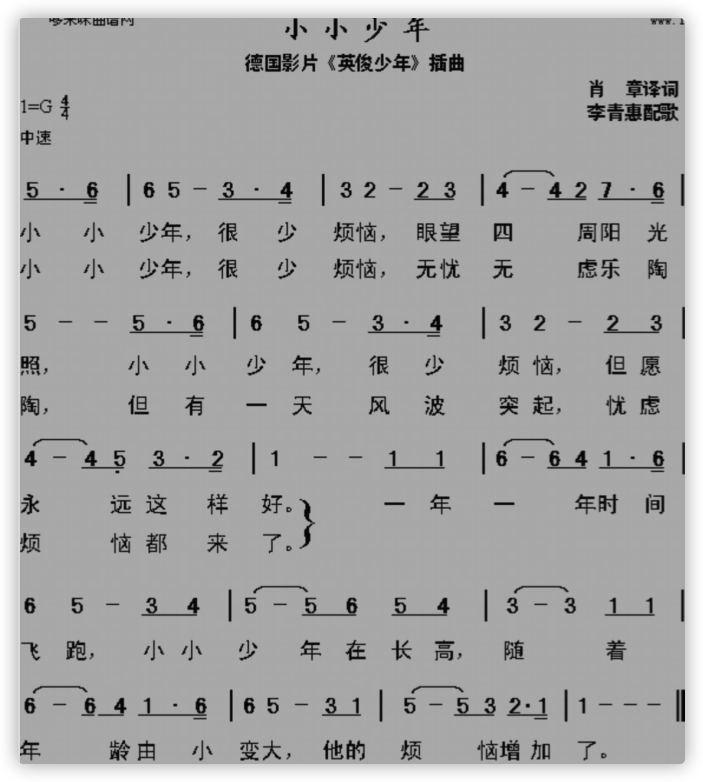 哆来咪曲谱网
小小少年
德国影片《英俊少年》插曲
肖 章译词
1=G 4/4
李青惠配歌
中速
5 · 6 | 6 5 - 3 · 4 | 3 2 - 2 3 | 4 - 4 2 7 · 6 |
小 小 少年, 很 少 烦恼, 眼望 四 周阳 光
小 小 少年, 很 少 烦恼, 无忧 无 虑乐 陶
5 - - 5 · 6 | 6 5 - 3 · 4 | 3 2 - 2 3 |
照, 小 小 少 年, 很 少 烦 恼, 但 愿
陶, 但 有 一 天 风 波 突 起, 忧 虑
4 - 4 5 3 · 2 | 1 - - 1 1 | 6 - 6 4 1 · 6 |
永 远 这 样 好。 一 年 一 年时 间
烦 恼 都 来 了。
6 5 - 3 4 | 5 - 5 6 5 4 | 3 - 3 1 1 |
飞 跑, 小 小 少 年 在 长 高, 随 着
6 - 6 4 1 · 6 | 6 5 - 3 1 | 5 - 5 3 2·1 | 1 - - - ‖
年 龄 由 小 变 大, 他 的 烦 恼 增 加 了。